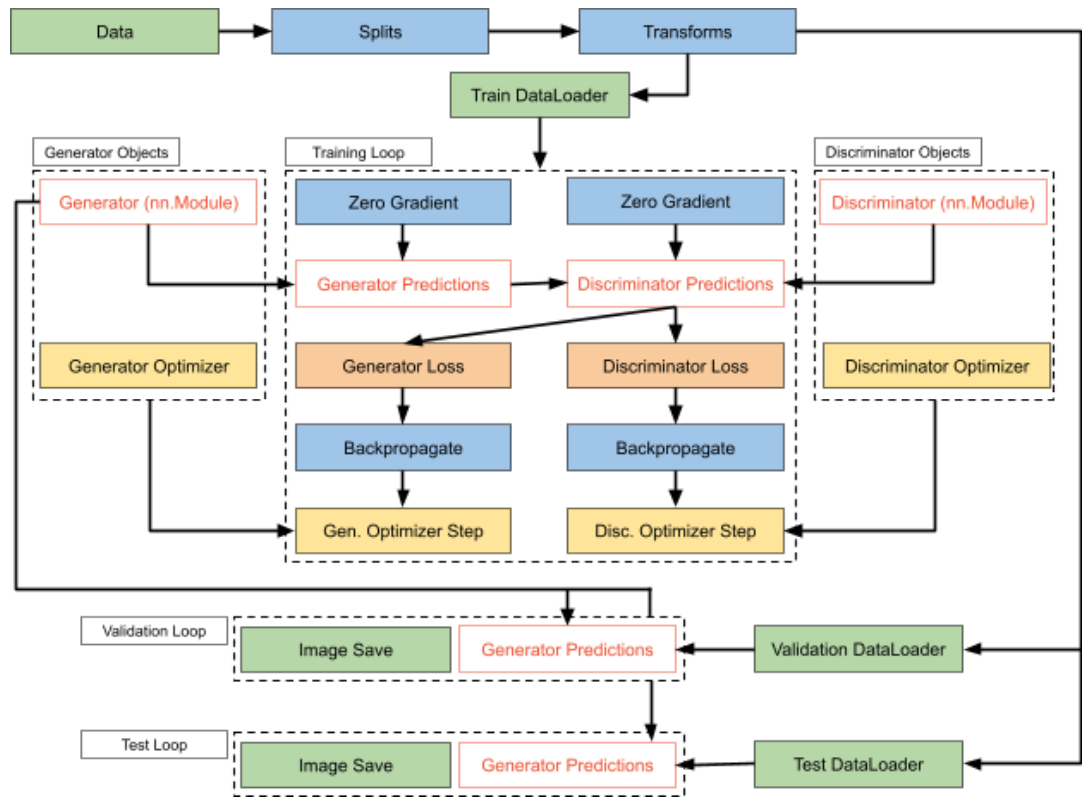 Data
Splits
Transforms
Train DataLoader
Generator Objects
Training Loop
Discriminator Objects
Generator (nn.Module)
Zero Gradient
Zero Gradient
Discriminator (nn.Module)
Generator Predictions
Discriminator Predictions
Generator Optimizer
Generator Loss
Discriminator Loss
Discriminator Optimizer
Backpropagate
Backpropagate
Gen. Optimizer Step
Disc. Optimizer Step
Validation Loop
Image Save
Generator Predictions
Validation DataLoader
Test Loop
Image Save
Generator Predictions
Test DataLoader